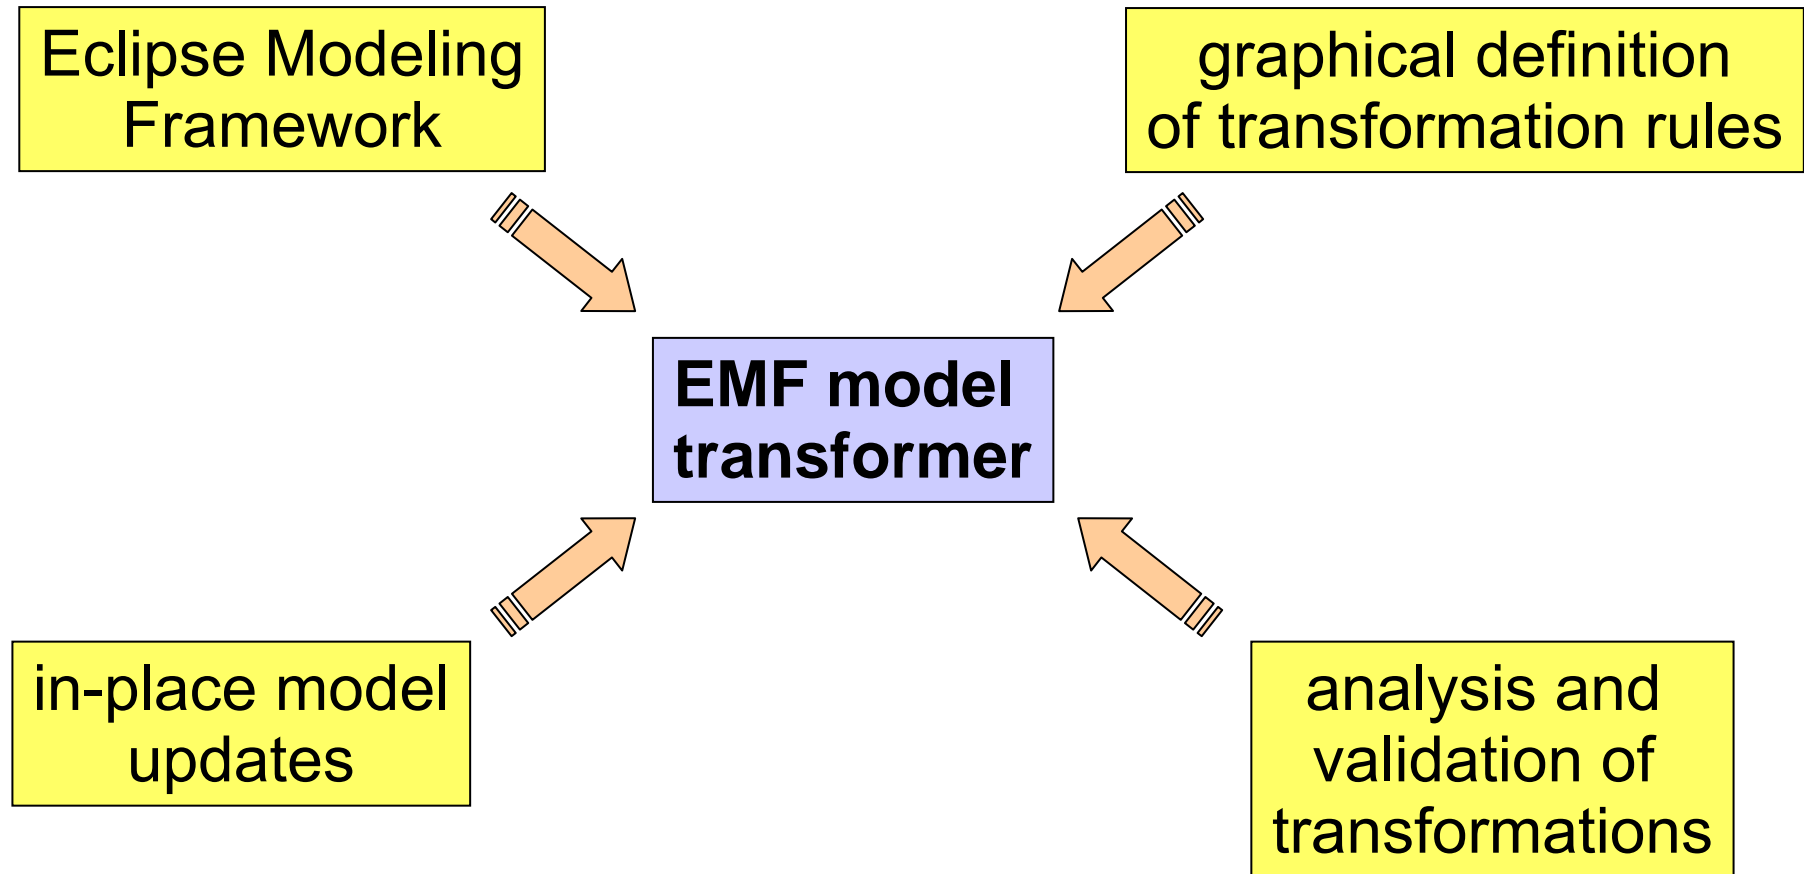 Eclipse Modeling
Framework
graphical definition
of transformation rules
EMF model
transformer
in-place model
updates
analysis and
validation of
transformations